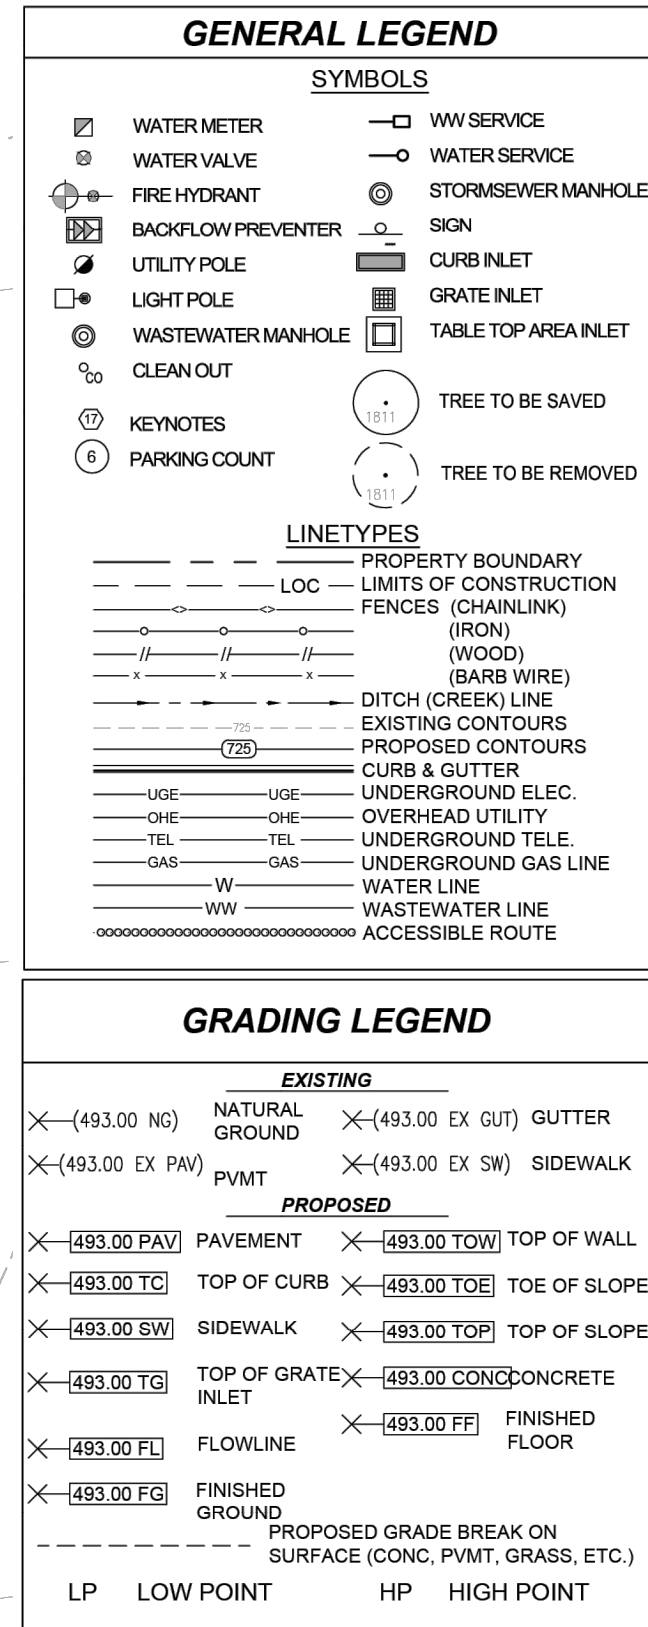 GENERAL LEGEND
SYMBOLS
WATER METER
WW SERVICE
WATER VALVE
WATER SERVICE
FIRE HYDRANT
STORMSEWER MANHOLE
BACKFLOW PREVENTER
SIGN
UTILITY POLE
CURB INLET
LIGHT POLE
GRATE INLET
WASTEWATER MANHOLE
TABLE TOP AREA INLET
CO CLEAN OUT
1811 TREE TO BE SAVED
17 KEYNOTES
6 PARKING COUNT
1811 TREE TO BE REMOVED
LINETYPES
PROPERTY BOUNDARY
LOC LIMITS OF CONSTRUCTION
<> <> FENCES (CHAINLINK)
(IRON)
// // // (WOOD)
x x x (BARB WIRE)
DITCH (CREEK) LINE
725 EXISTING CONTOURS
725 PROPOSED CONTOURS
CURB & GUTTER
UGE UGE UNDERGROUND ELEC.
OHE OHE OVERHEAD UTILITY
TEL TEL UNDERGROUND TELE.
GAS GAS UNDERGROUND GAS LINE
W WATER LINE
WW WASTEWATER LINE
ACCESSIBLE ROUTE
GRADING LEGEND
EXISTING
(493.00 NG) NATURAL GROUND
(493.00 EX GUT) GUTTER
(493.00 EX PAV) PVMT
(493.00 EX SW) SIDEWALK
PROPOSED
493.00 PAV PAVEMENT
493.00 TOW TOP OF WALL
493.00 TC TOP OF CURB
493.00 TOE TOE OF SLOPE
493.00 SW SIDEWALK
493.00 TOP TOP OF SLOPE
493.00 TG TOP OF GRATE INLET
493.00 CONC CONCRETE
493.00 FF FINISHED FLOOR
493.00 FL FLOWLINE
493.00 FG FINISHED GROUND
PROPOSED GRADE BREAK ON
SURFACE (CONC, PVMT, GRASS, ETC.)
LP LOW POINT HP HIGH POINT